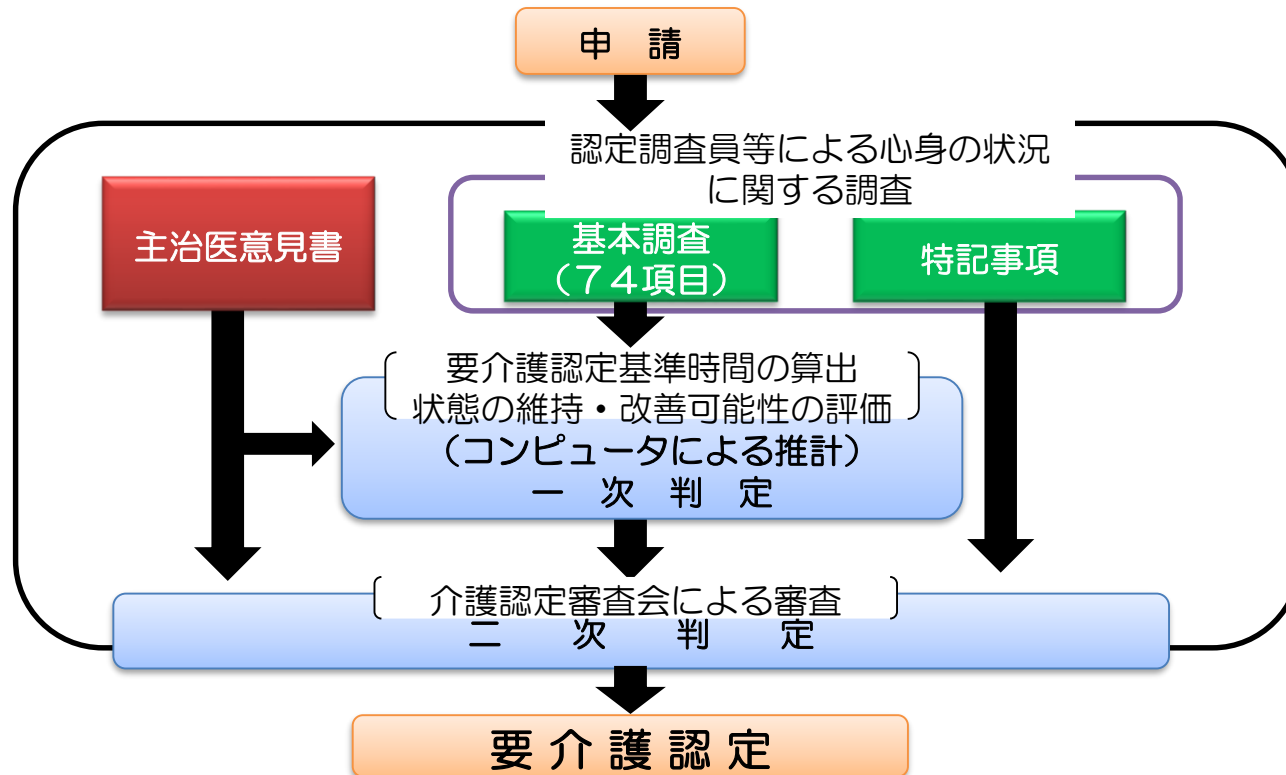 申 請
認定調査員等による心身の状況
に関する調査
主治医意見書
基本調査
（７４項目）
特記事項
要介護認定基準時間の算出
状態の維持・改善可能性の評価
（コンピュータによる推計）
一 次 判 定
介護認定審査会による審査
二 次 判 定
要 介 護 認 定